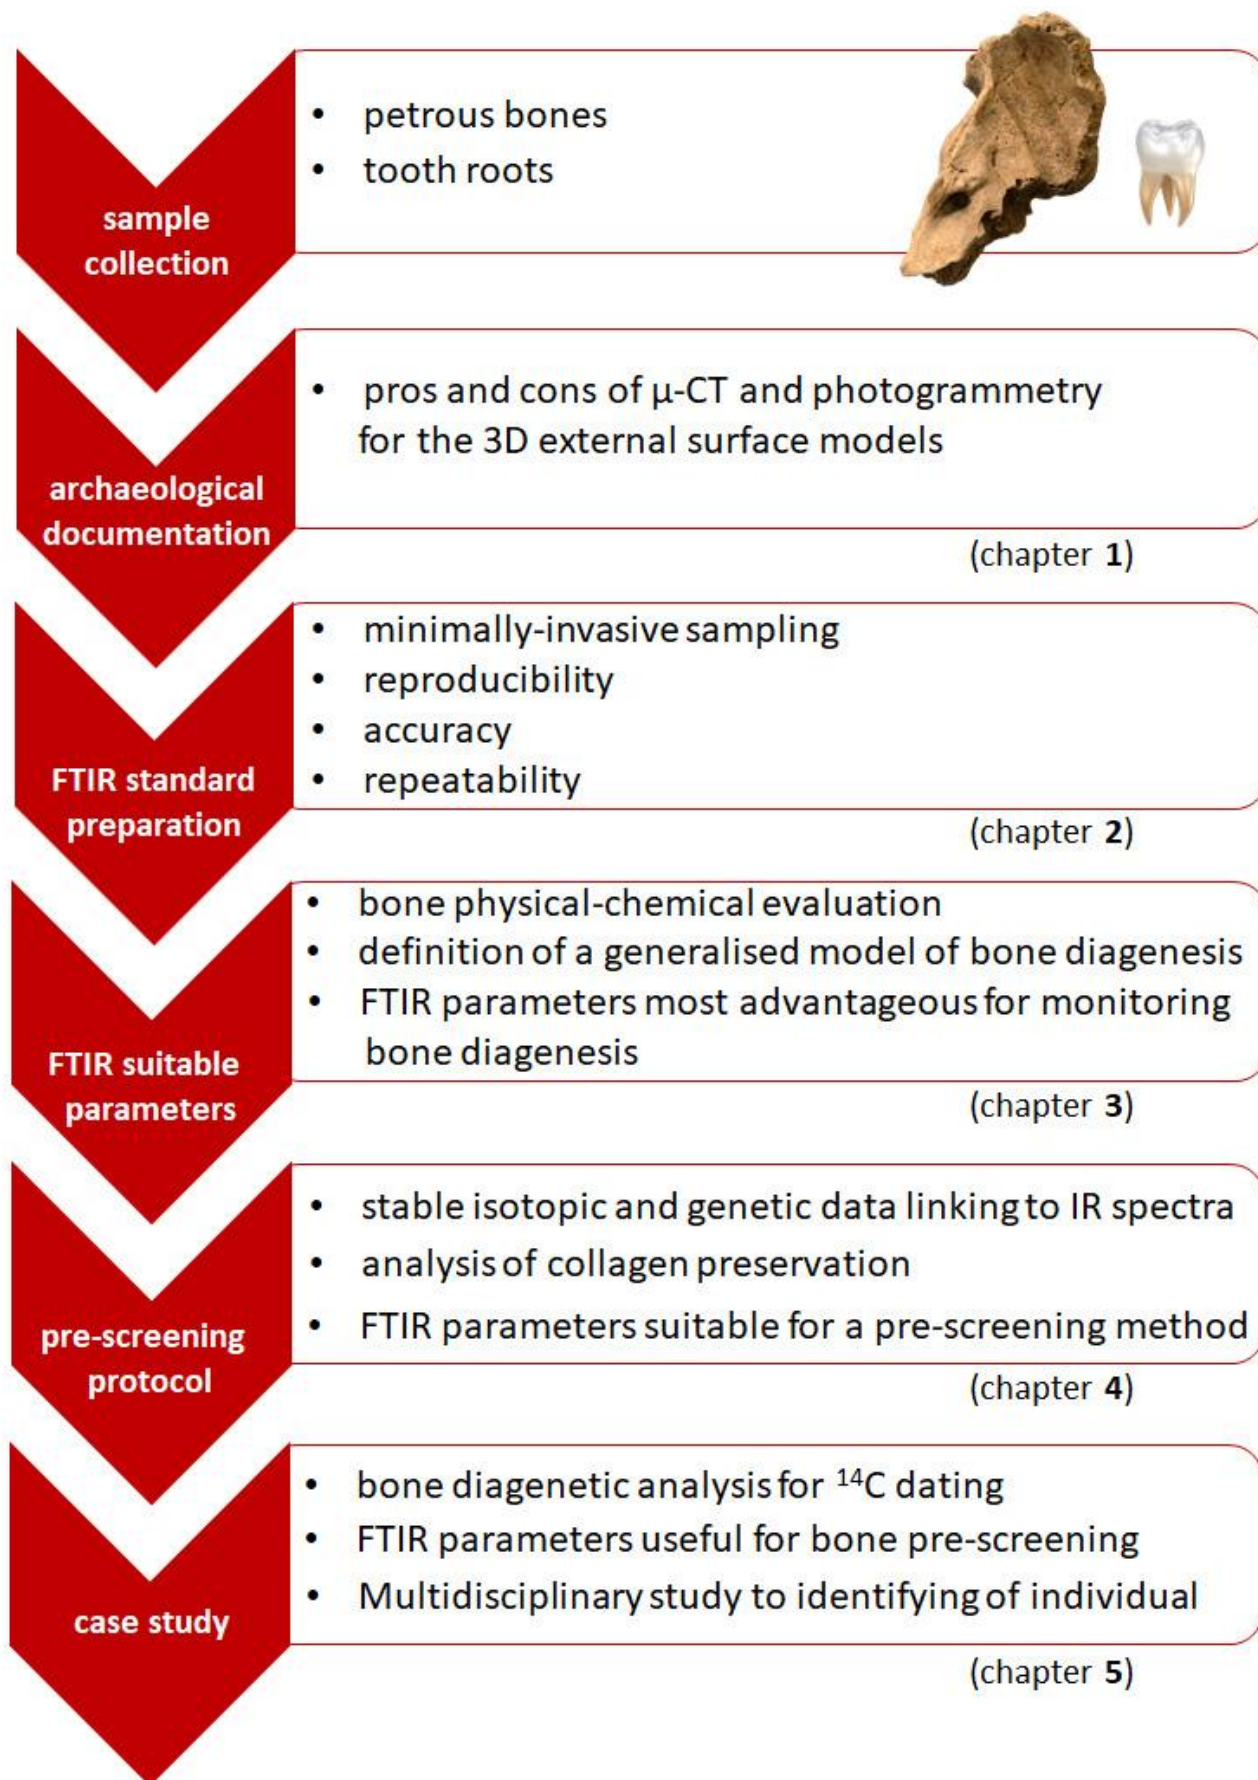 sample
collection
• petrous bones
• tooth roots
archaeological
documentation
• pros and cons of µ-CT and photogrammetry
for the 3D external surface models
(chapter 1)
FTIR standard
preparation
• minimally-invasive sampling
• reproducibility
• accuracy
• repeatability
(chapter 2)
FTIR suitable
parameters
• bone physical-chemical evaluation
• definition of a generalised model of bone diagenesis
• FTIR parameters most advantageous for monitoring
bone diagenesis
(chapter 3)
pre-screening
protocol
• stable isotopic and genetic data linking to IR spectra
• analysis of collagen preservation
• FTIR parameters suitable for a pre-screening method
(chapter 4)
case study
• bone diagenetic analysis for ¹⁴C dating
• FTIR parameters useful for bone pre-screening
• Multidisciplinary study to identifying of individual
(chapter 5)